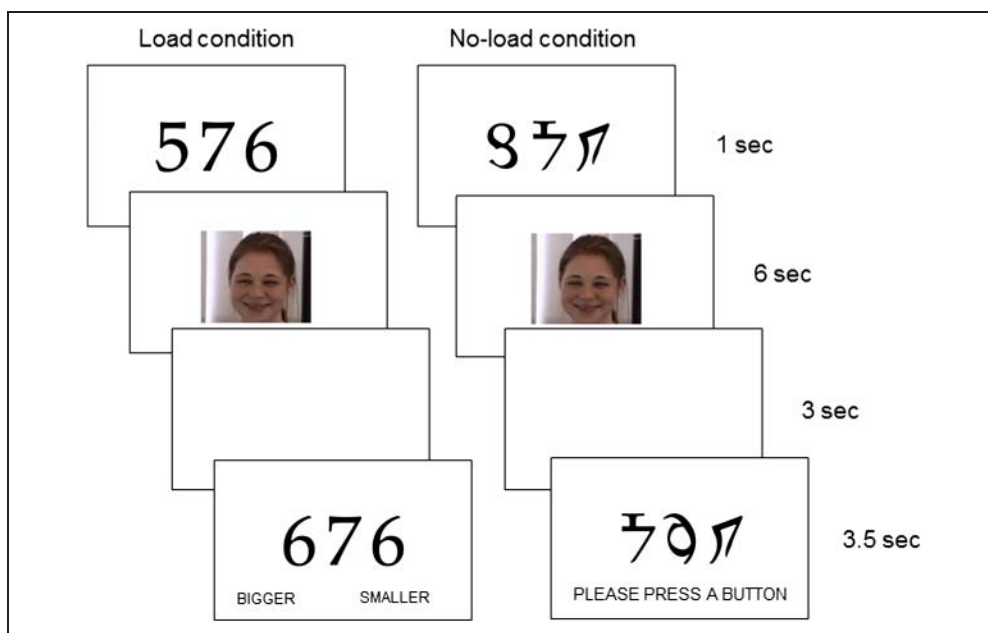 Load condition
No-load condition
576
1 sec
6 sec
3 sec
676
BIGGER
SMALLER
PLEASE PRESS A BUTTON
3.5 sec